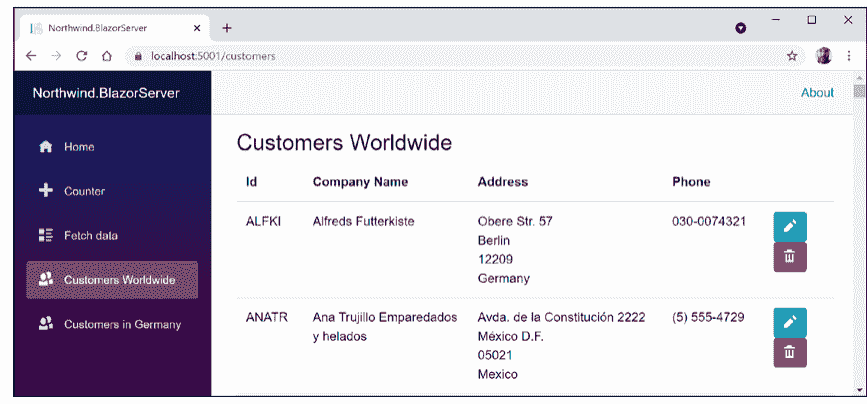 Northwind.BlazorServer
localhost:5001/customers
Northwind.BlazorServer
About
Home
Counter
Fetch data
Customers Worldwide
Customers in Germany
Customers Worldwide
Id Company Name Address Phone
ALFKI Alfreds Futterkiste Obere Str. 57 030-0074321
Berlin
12209
Germany
ANATR Ana Trujillo Emparedados Avda. de la Constitución 2222 (5) 555-4729
y helados México D.F.
05021
Mexico